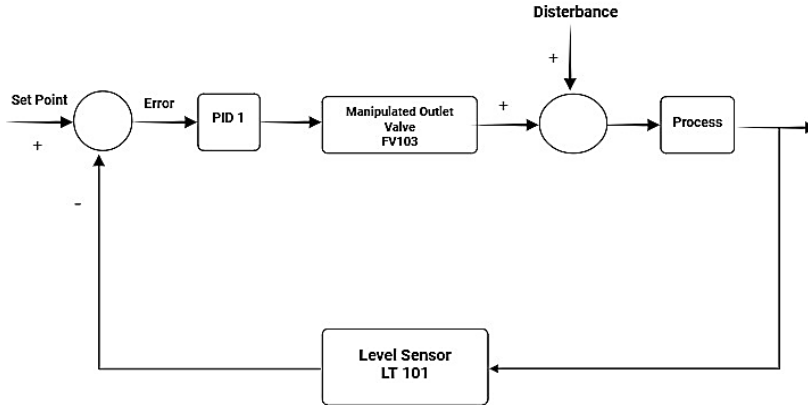 Disterbance
+
Set Point
+
Error
PID 1
Manipulated Outlet
Valve
FV103
+
Process
-
Level Sensor
LT 101